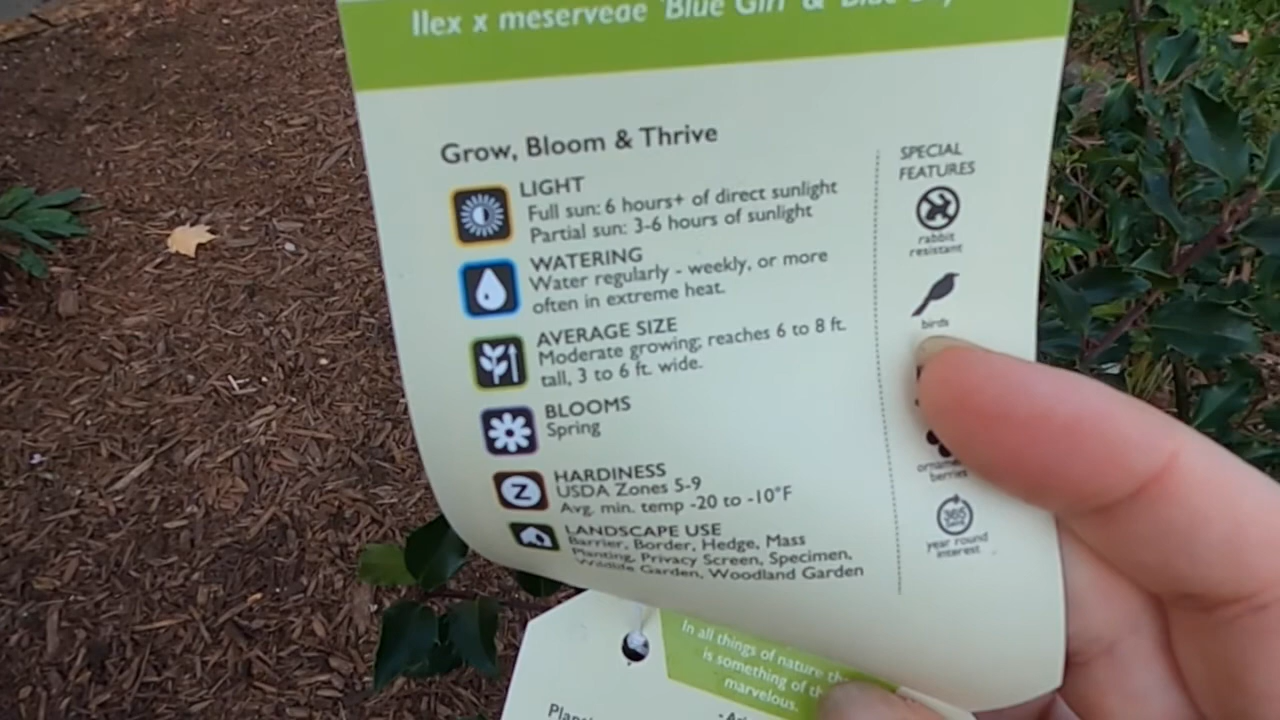 Ilex x meserveae 'Blue Girl' & 'Blue
Grow, Bloom & Thrive
LIGHT
Full sun: 6 hours+ of direct sunlight
Partial sun: 3-6 hours of sunlight
WATERING
Water regularly - weekly, or more
often in extreme heat.
AVERAGE SIZE
Moderate growing; reaches 6 to 8 ft.
tall, 3 to 6 ft. wide.
BLOOMS
Spring
Z
HARDINESS
USDA Zones 5-9
Avg. min. temp -20 to -10°F
LANDSCAPE USE
Barrier, Border, Hedge, Mass
Planting, Privacy Screen, Specimen,
Wildlife Garden, Woodland Garden
SPECIAL
FEATURES
rabbit
resistant
birds
berries
365
year round
interest
In all things of nature
is something of
marvelous.